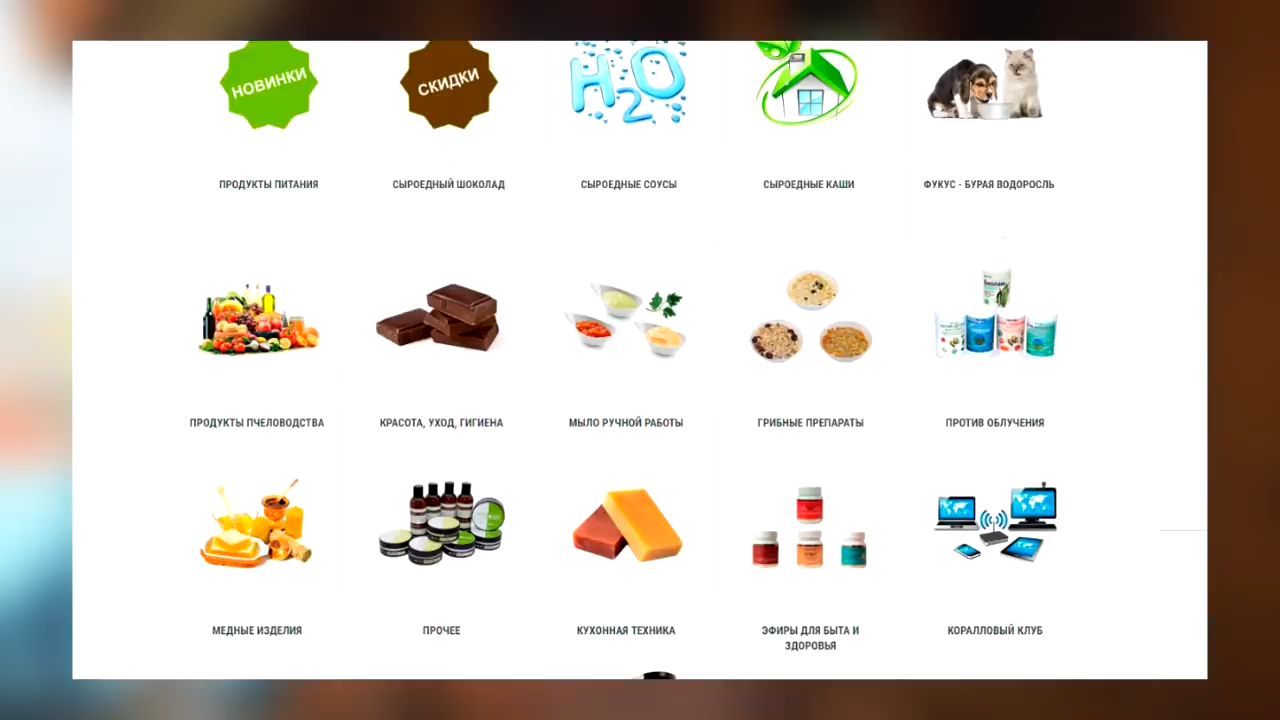 НОВИНКИ
СКИДКИ
H2O
ПРОДУКТЫ ПИТАНИЯ
СЫРОЕДНЫЙ ШОКОЛАД
СЫРОЕДНЫЕ СОУСЫ
СЫРОЕДНЫЕ КАШИ
ФУКУС - БУРАЯ ВОДОРОСЛЬ
ПРОДУКТЫ ПЧЕЛОВОДСТВА
КРАСОТА, УХОД, ГИГИЕНА
МЫЛО РУЧНОЙ РАБОТЫ
ГРИБНЫЕ ПРЕПАРАТЫ
ПРОТИВ ОБЛУЧЕНИЯ
МЕДНЫЕ ИЗДЕЛИЯ
ПРОЧЕЕ
КУХОННАЯ ТЕХНИКА
ЭФИРЫ ДЛЯ БЫТА И
ЗДОРОВЬЯ
КОРАЛЛОВЫЙ КЛУБ